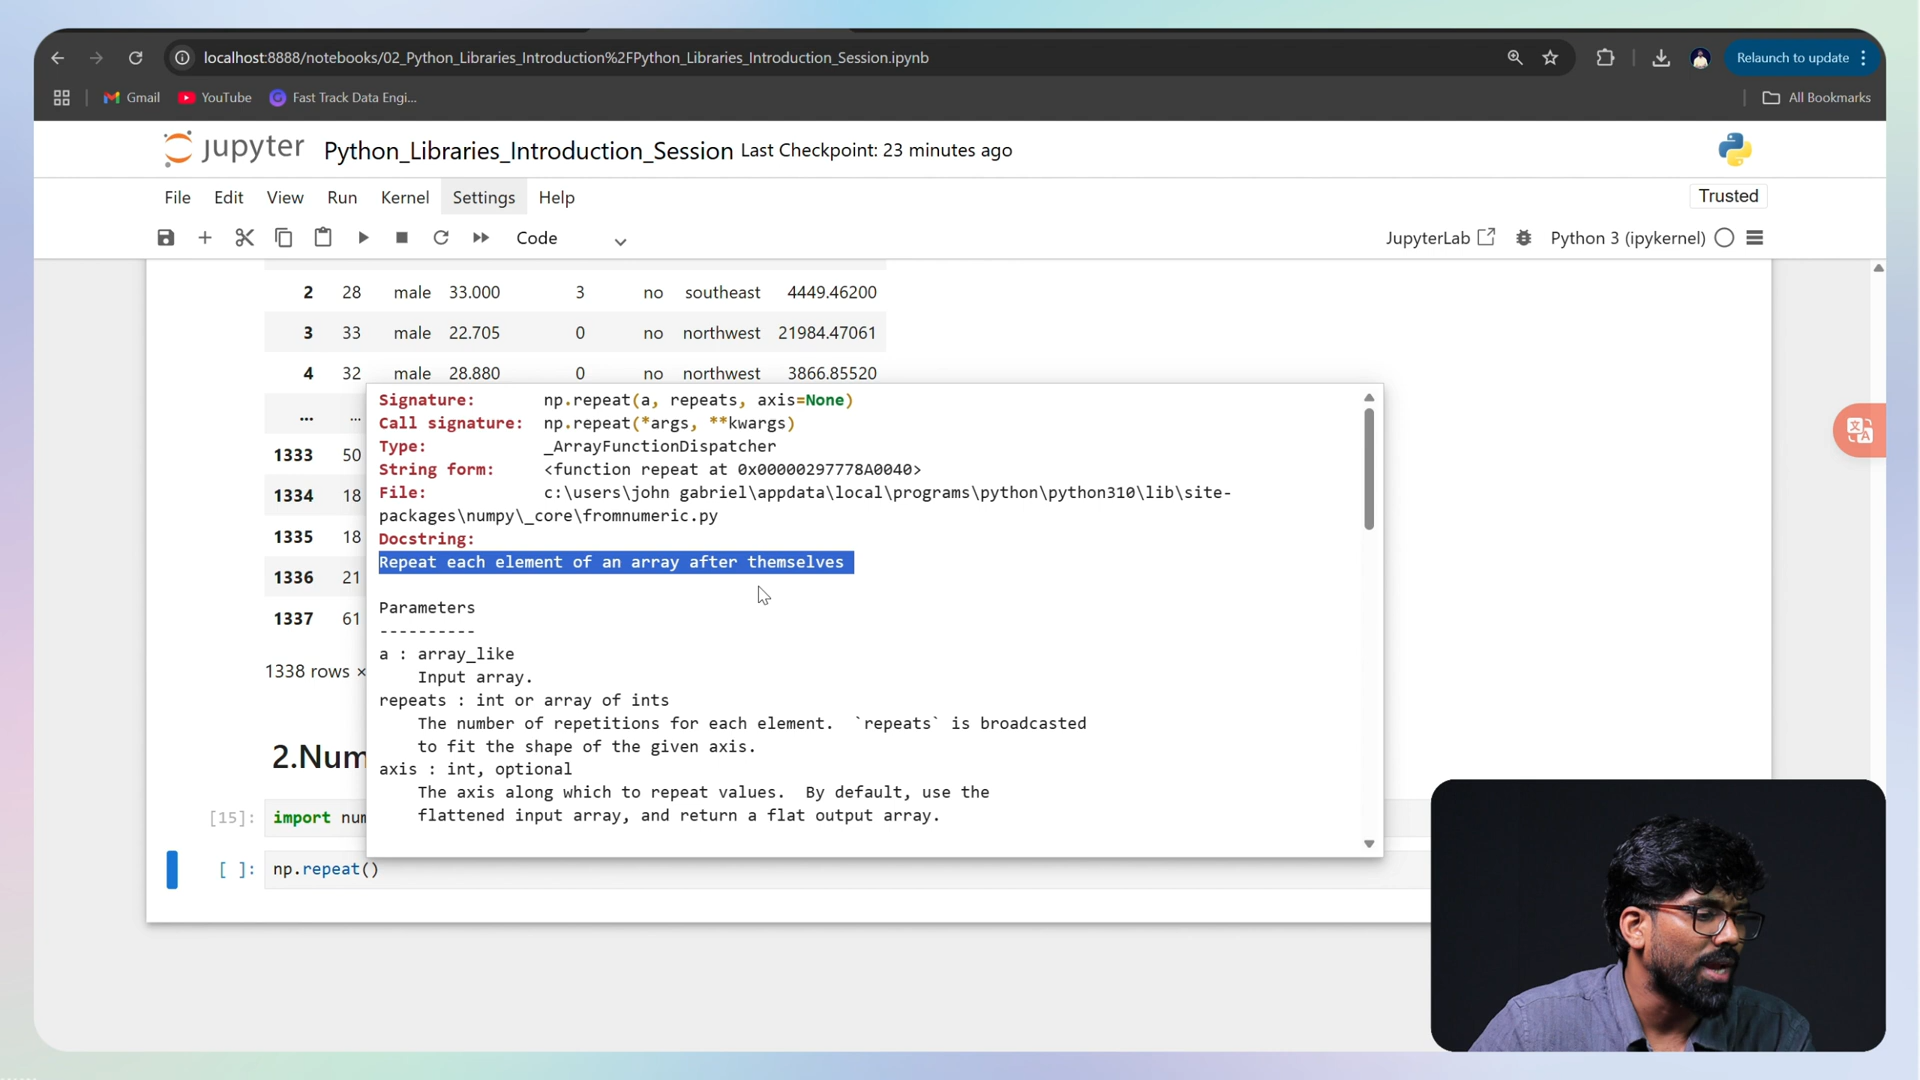 localhost:8888/notebooks/02_Python_Libraries_Introduction%2FPython_Libraries_Introduction_Session.ipynb
Relaunch to update
Gmail
YouTube
Fast Track Data Engi...
All Bookmarks
jupyter
Python_Libraries_Introduction_Session Last Checkpoint: 23 minutes ago
File Edit View Run Kernel Settings Help
Trusted
Code
JupyterLab
Python 3 (ipykernel)
2 28 male 33.000 3 no southeast 4449.46200
3 33 male 22.705 0 no northwest 21984.47061
4 32 male 28.880 0 no northwest 3866.85520
... ...
1333 50
1334 18
1335 18
1336 21
1337 61
1338 rows ×
Signature: np.repeat(a, repeats, axis=None)
Call signature: np.repeat(*args, **kwargs)
Type: _ArrayFunctionDispatcher
String form: <function repeat at 0x00000297778A0040>
File: c:\users\john gabriel\appdata\local\programs\python\python310\lib\site-
packages\numpy\_core\fromnumeric.py
Docstring:
Repeat each element of an array after themselves
Parameters
----------
a : array_like
Input array.
repeats : int or array of ints
The number of repetitions for each element. `repeats` is broadcasted
to fit the shape of the given axis.
axis : int, optional
The axis along which to repeat values. By default, use the
flattened input array, and return a flat output array.
2.Num
[15]: import num
[ ]: np.repeat()